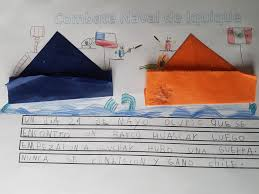 Combate Naval de Iquique
UN DIA 21 DE MAYO DESPUES QUE SE
ENCONTRO UN BARCO HUASCAR LUEGO
EMPEZARON A LUCHAR HUBO UNA GUERRA
NUNCA SE RINDIERON Y GANO CHILE.